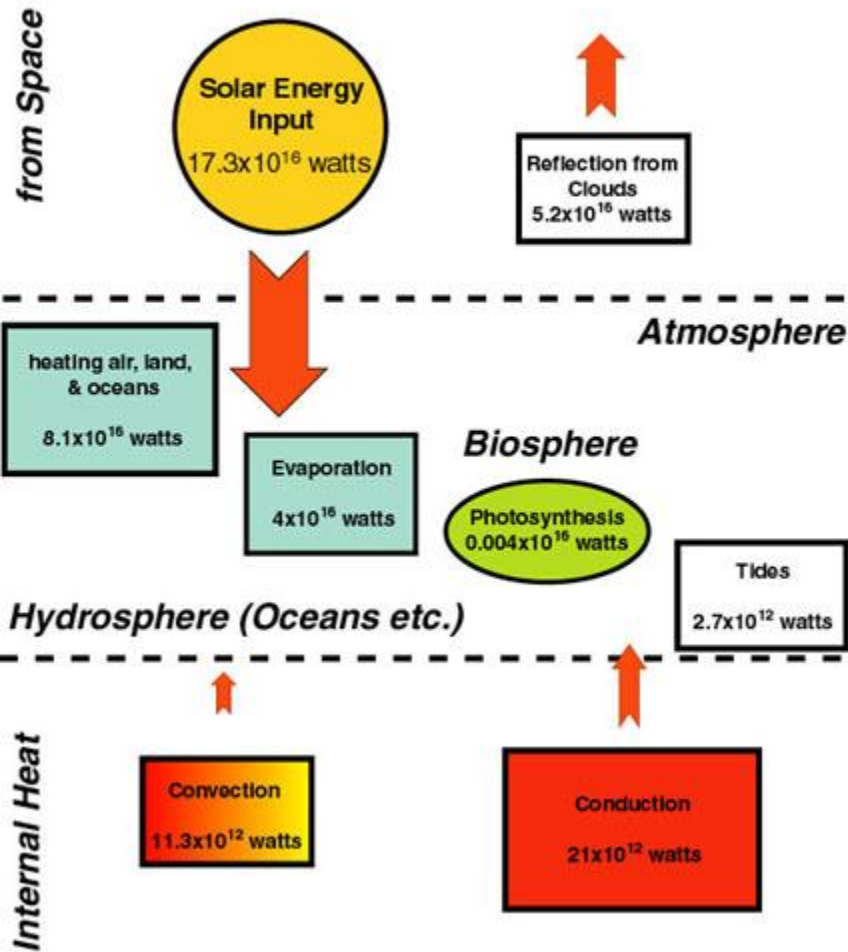 from Space
Solar Energy
Input
17.3x10¹⁶ watts
Reflection from
Clouds
5.2x10¹⁶ watts
Atmosphere
heating air, land,
& oceans
8.1x10¹⁶ watts
Evaporation
4x10¹⁶ watts
Biosphere
Photosynthesis
0.004x10¹⁶ watts
Tides
2.7x10¹² watts
Hydrosphere (Oceans etc.)
Internal Heat
Convection
11.3x10¹² watts
Conduction
21x10¹² watts